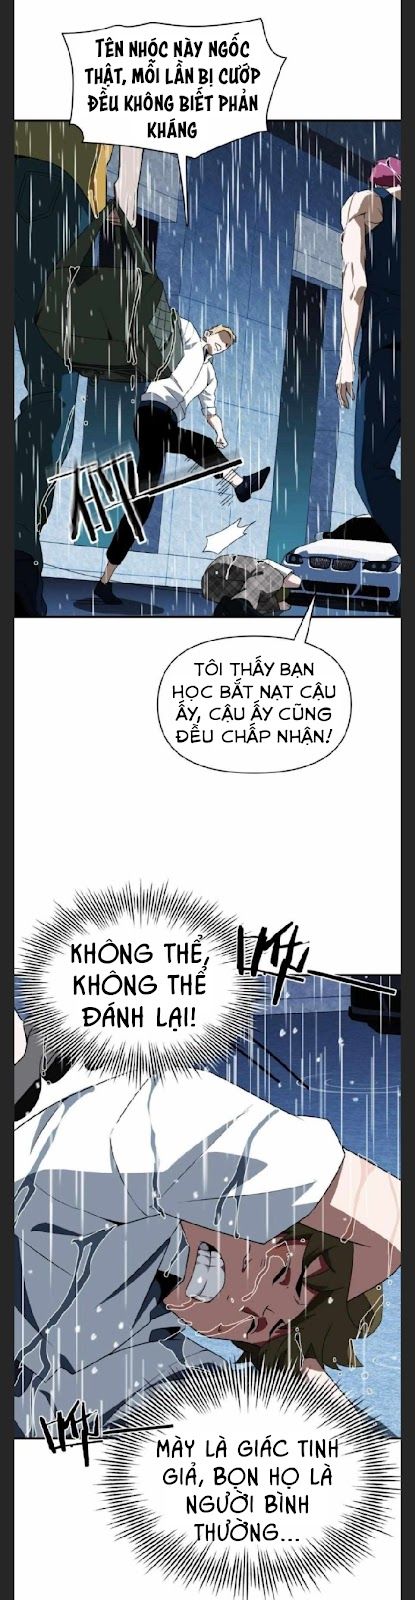 TÊN NHÓC NÀY NGỐC
THẬT, MỖI LẦN BỊ CƯỚP
ĐỀU KHÔNG BIẾT PHẢN
KHÁNG
TÔI THẤY BẠN
HỌC BẮT NẠT CẬU
ẤY, CẬU ẤY CŨNG
ĐỀU CHẤP NHẬN!
KHÔNG THỂ,
KHÔNG THỂ
ĐÁNH LẠI!
MÀY LÀ GIÁC TINH
GIẢ, BỌN HỌ LÀ
NGƯỜI BÌNH
THƯỜNG...